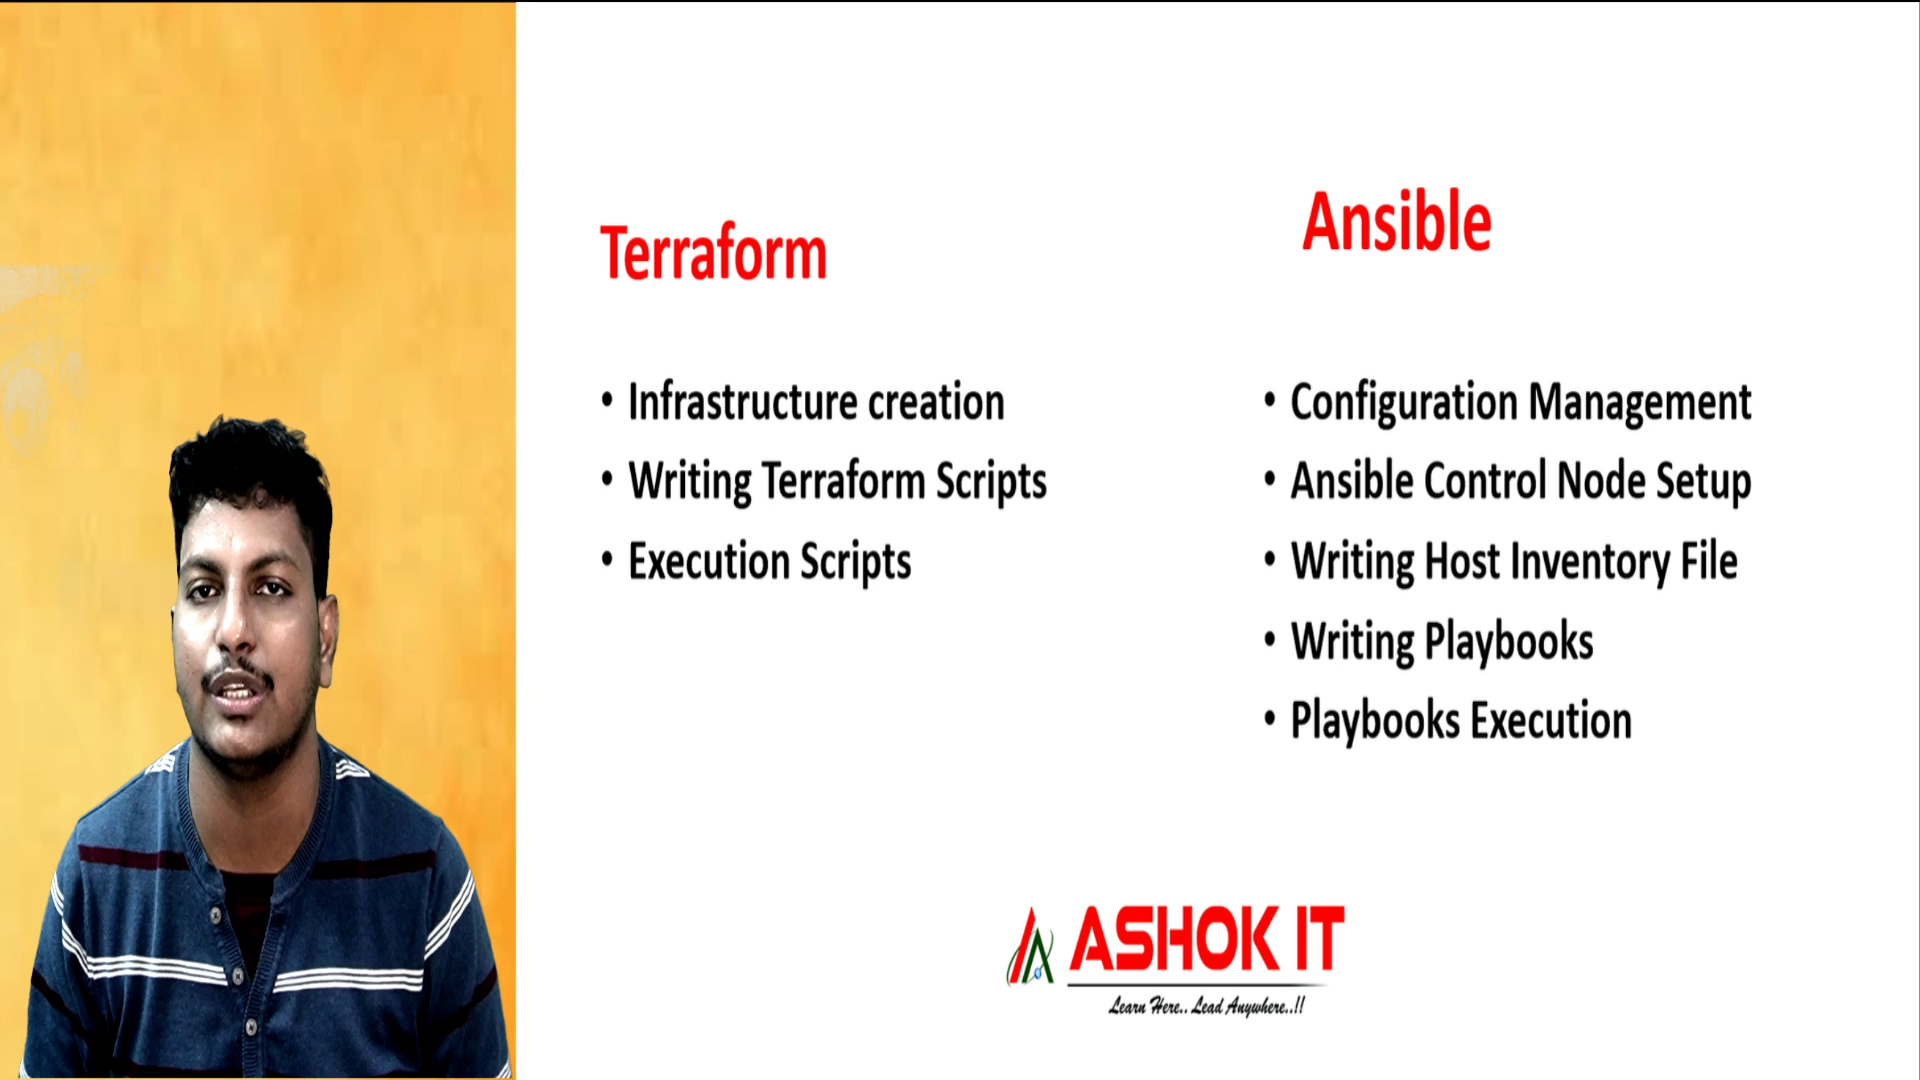 Terraform
• Infrastructure creation
• Writing Terraform Scripts
• Execution Scripts
Ansible
• Configuration Management
• Ansible Control Node Setup
• Writing Host Inventory File
• Writing Playbooks
• Playbooks Execution
ASHOK IT
Learn Here.. Lead Anywhere..!!